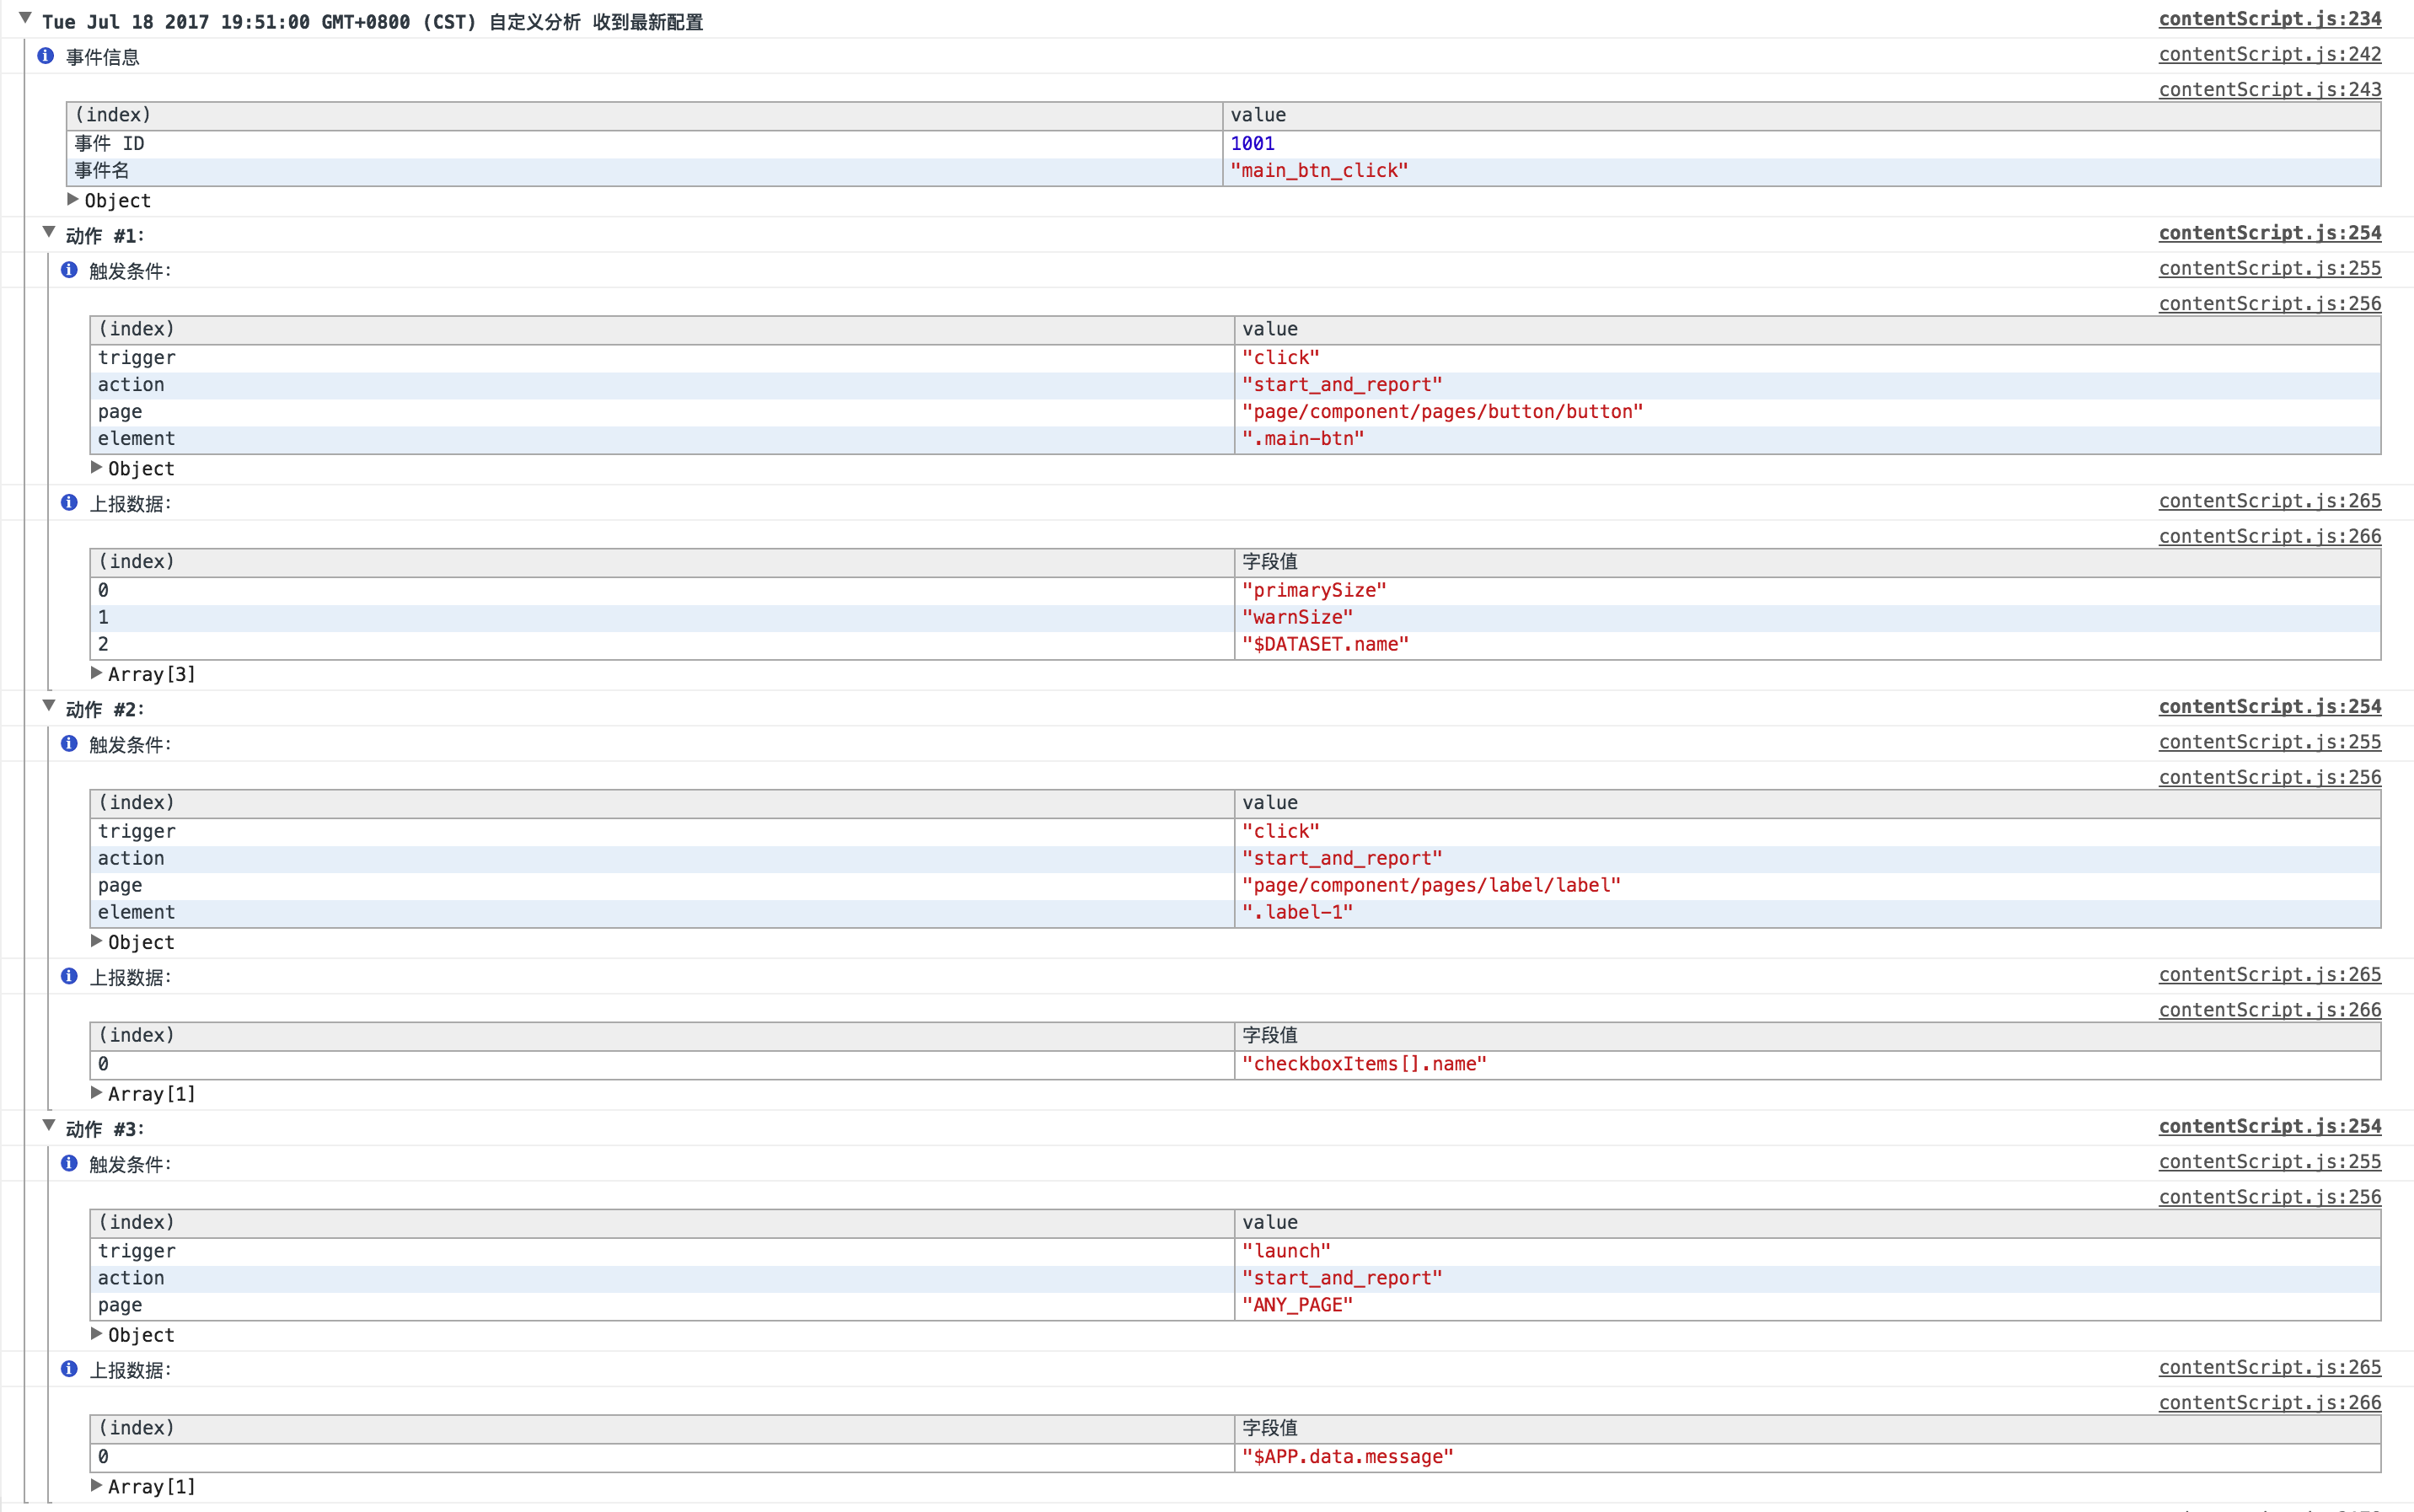 Tue Jul 18 2017 19:51:00 GMT+0800 (CST) 自定义分析 收到最新配置 contentScript.js:234
事件信息 contentScript.js:242
contentScript.js:243
(index) value
事件 ID 1001
事件名 "main_btn_click"
Object
动作 #1: contentScript.js:254
触发条件: contentScript.js:255
contentScript.js:256
(index) value
trigger "click"
action "start_and_report"
page "page/component/pages/button/button"
element ".main-btn"
Object
上报数据: contentScript.js:265
contentScript.js:266
(index) 字段值
0 "primarySize"
1 "warnSize"
2 "$DATASET.name"
Array[3]
动作 #2: contentScript.js:254
触发条件: contentScript.js:255
contentScript.js:256
(index) value
trigger "click"
action "start_and_report"
page "page/component/pages/label/label"
element ".label-1"
Object
上报数据: contentScript.js:265
contentScript.js:266
(index) 字段值
0 "checkboxItems[].name"
Array[1]
动作 #3: contentScript.js:254
触发条件: contentScript.js:255
contentScript.js:256
(index) value
trigger "launch"
action "start_and_report"
page "ANY_PAGE"
Object
上报数据: contentScript.js:265
contentScript.js:266
(index) 字段值
0 "$APP.data.message"
Array[1]